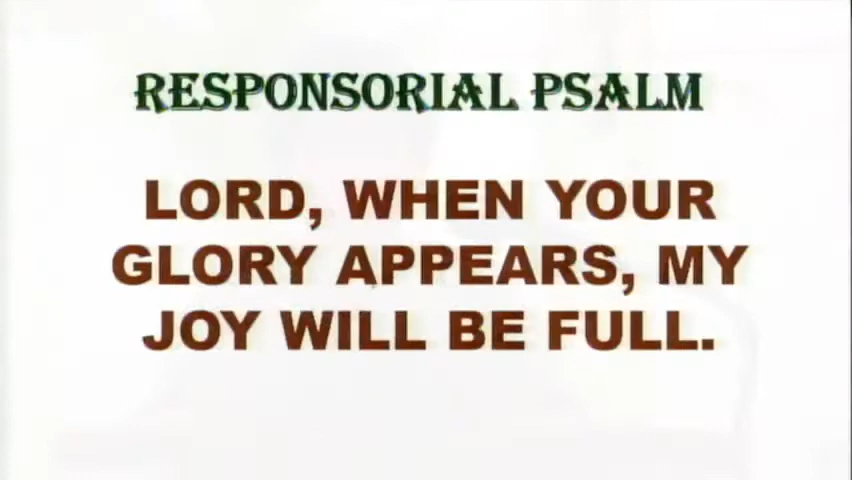 RESPONSORIAL PSALM
LORD, WHEN YOUR
GLORY APPEARS, MY
JOY WILL BE FULL.